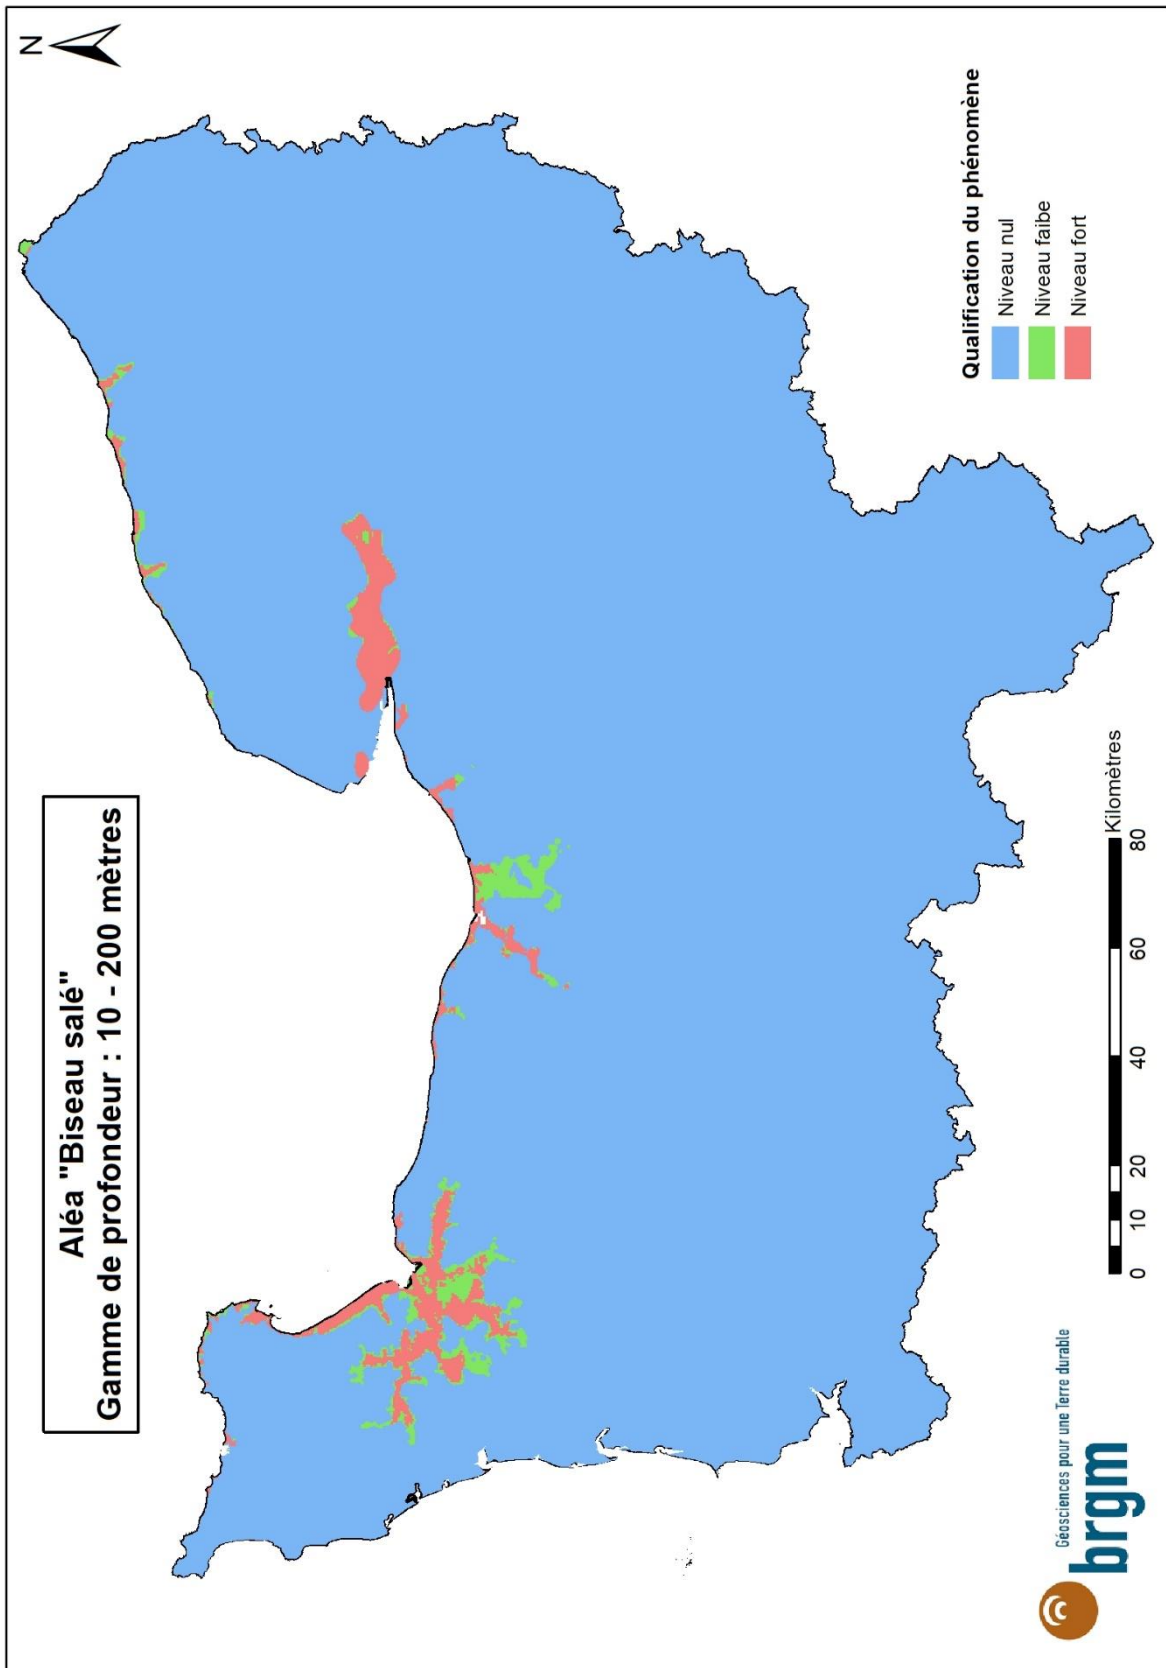 Aléa "Biseau salé"
Gamme de profondeur : 10 - 200 mètres
N
Qualification du phénomène
Niveau nul
Niveau faibe
Niveau fort
Kilomètres
0 10 20 40 60 80
Géosciences pour une Terre durable
brgm